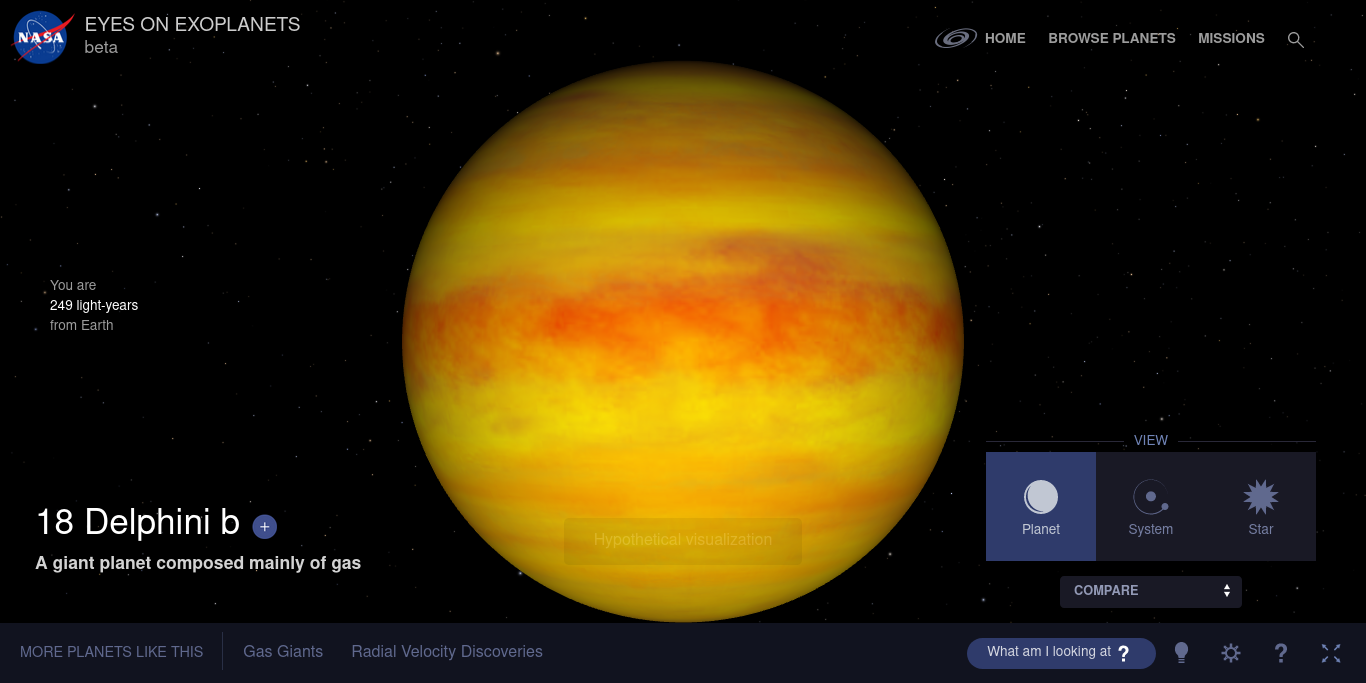 NASA
EYES ON EXOPLANETS
beta
HOME
BROWSE PLANETS
MISSIONS
You are
249 light-years
from Earth
VIEW
Planet
System
Star
COMPARE
18 Delphini b +
A giant planet composed mainly of gas
Hypothetical visualization
MORE PLANETS LIKE THIS
Gas Giants
Radial Velocity Discoveries
What am I looking at ?
?